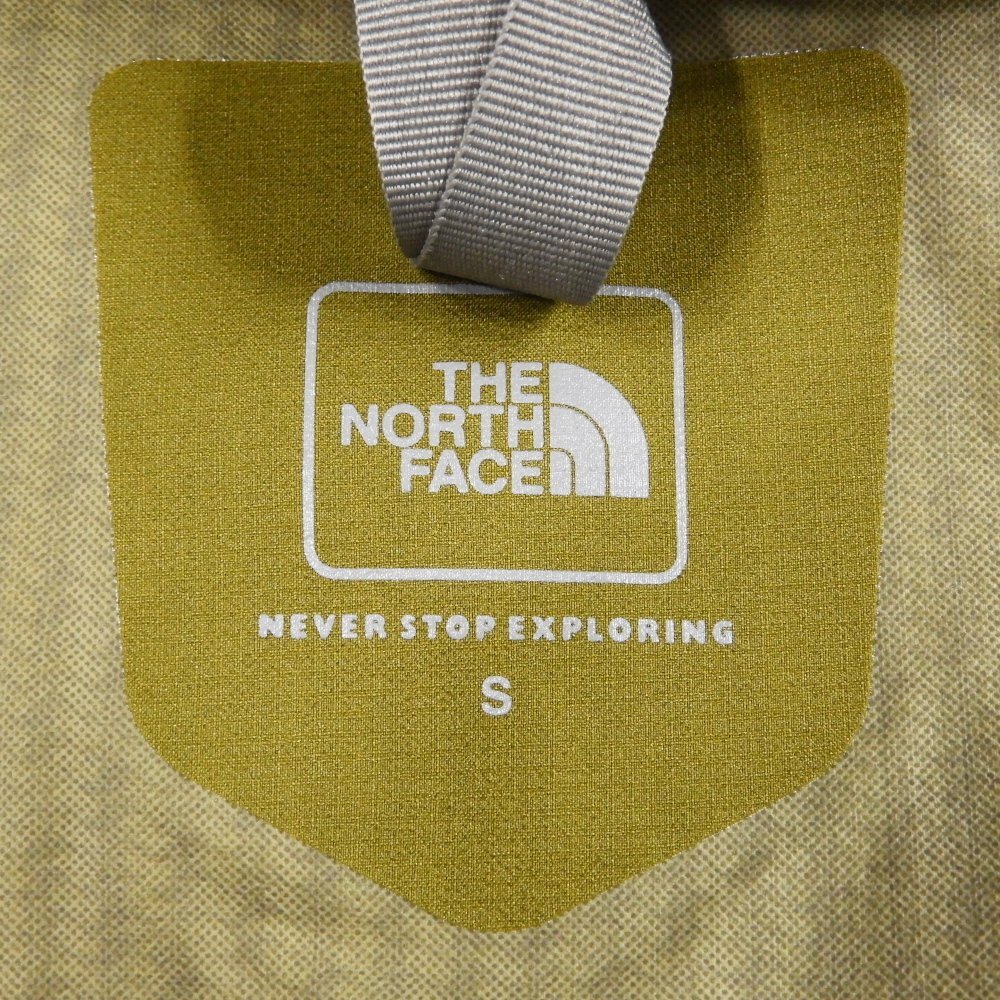 THE
NORTH
FACE
NEVER STOP EXPLORING
S